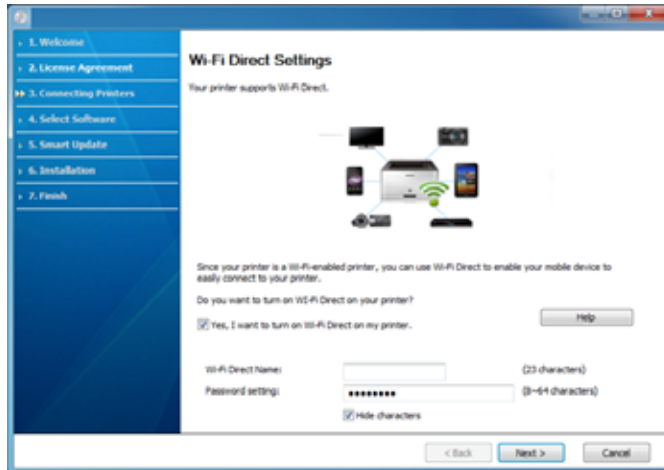 1. Welcome
2. License Agreement
3. Connecting Printers
4. Select Software
5. Smart Update
6. Installation
7. Finish
Wi-Fi Direct Settings
Your printer supports Wi-Fi Direct.
Since your printer is a Wi-Fi-enabled printer, you can use Wi-Fi Direct to enable your mobile device to
easily connect to your printer.
Do you want to turn on Wi-Fi Direct on your printer?
Yes, I want to turn on Wi-Fi Direct on my printer.
Help
Wi-Fi Direct Name:
(23 characters)
Password setting:
●●●●●●●●
(8~64 characters)
Hide characters
< Back
Next >
Cancel